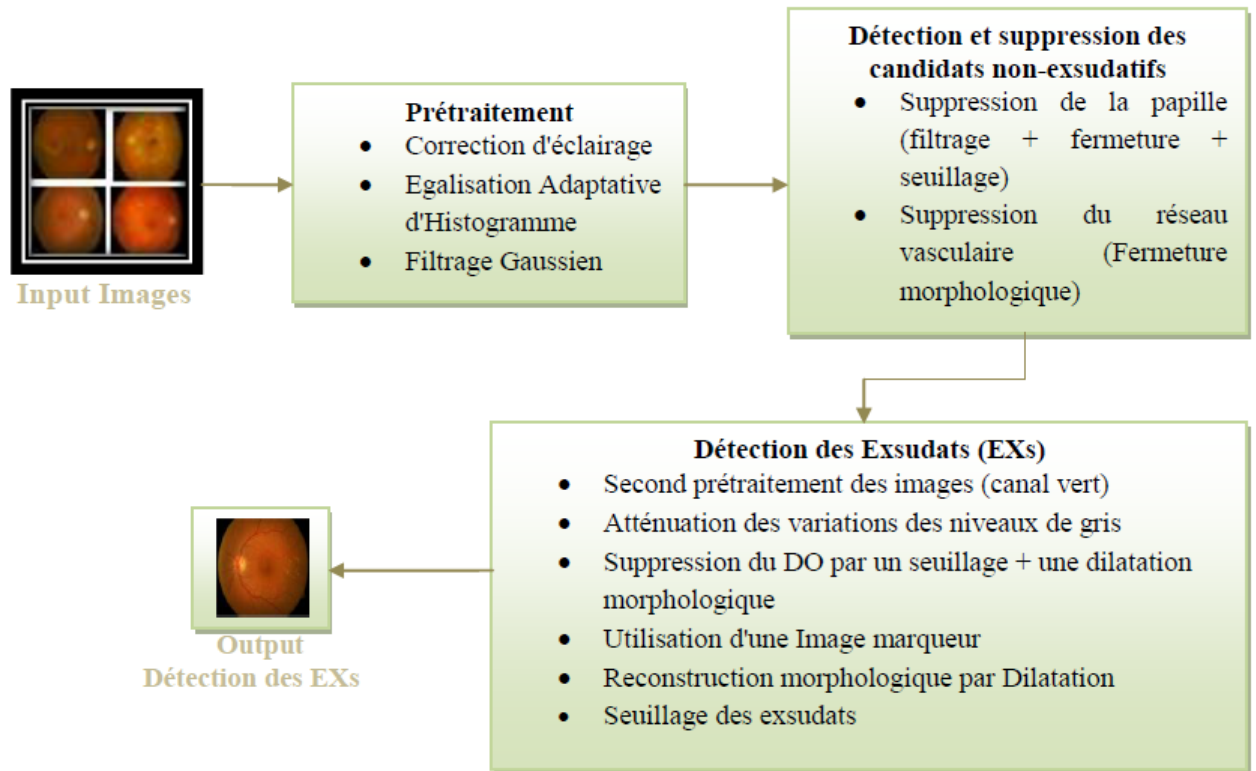 Input Images
Prétraitement
• Correction d'éclairage
• Egalisation Adaptative
d'Histogramme
• Filtrage Gaussien
Détection et suppression des
candidats non-exsudatifs
• Suppression de la papille
(filtrage + fermeture +
seuillage)
• Suppression du réseau
vasculaire (Fermeture
morphologique)
Détection des Exsudats (EXs)
• Second prétraitement des images (canal vert)
• Atténuation des variations des niveaux de gris
• Suppression du DO par un seuillage + une dilatation
morphologique
• Utilisation d'une Image marqueur
• Reconstruction morphologique par Dilatation
• Seuillage des exsudats
Output
Détection des EXs